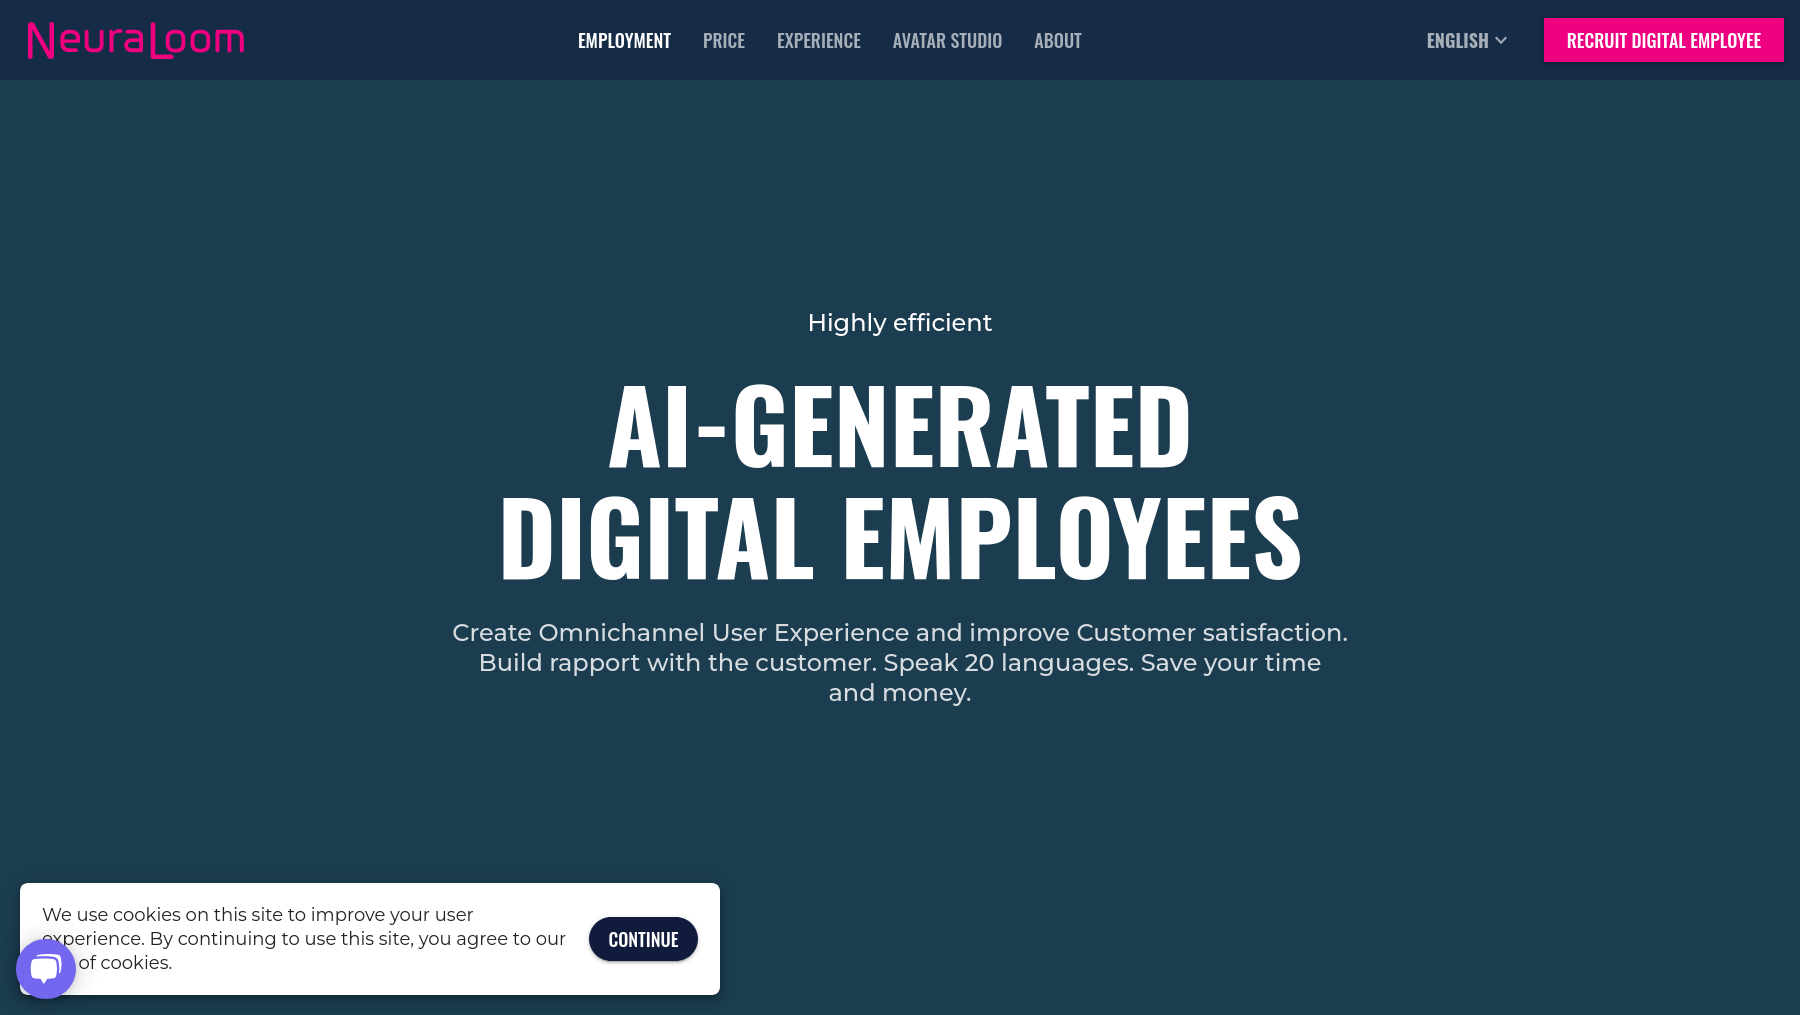 NeuraLoom
EMPLOYMENT
PRICE
EXPERIENCE
AVATAR STUDIO
ABOUT
ENGLISH
RECRUIT DIGITAL EMPLOYEE
Highly efficient
AI-GENERATED
DIGITAL EMPLOYEES
Create Omnichannel User Experience and improve Customer satisfaction.
Build rapport with the customer. Speak 20 languages. Save your time
and money.
We use cookies on this site to improve your user
experience. By continuing to use this site, you agree to our
of cookies.
CONTINUE